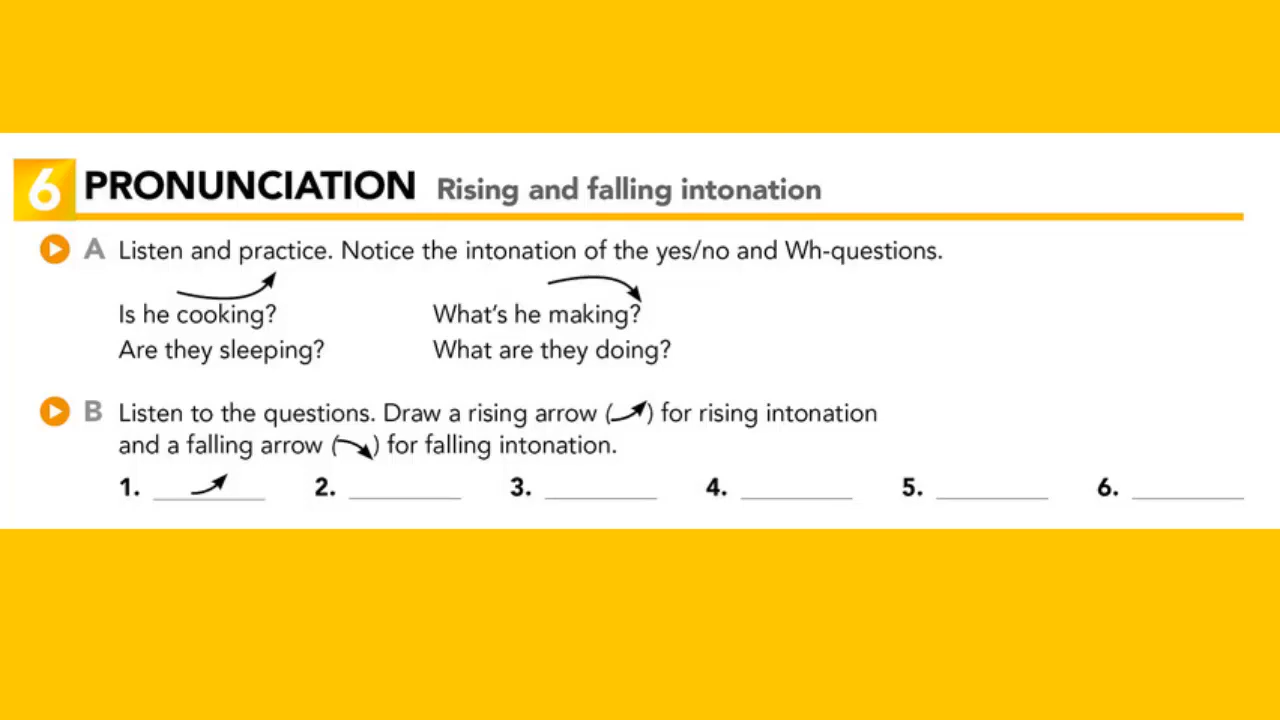 6 PRONUNCIATION Rising and falling intonation
A Listen and practice. Notice the intonation of the yes/no and Wh-questions.
Is he cooking? What's he making?
Are they sleeping? What are they doing?
B Listen to the questions. Draw a rising arrow (↗) for rising intonation
and a falling arrow (↘) for falling intonation.
1. ↗ 2. 3. 4. 5. 6.